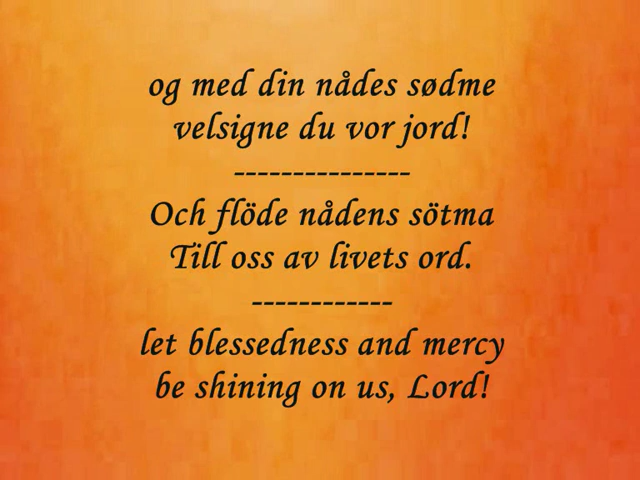 og med din nådes sødme
velsigne du vor jord!
---------------
Och flöde nådens sötma
Till oss av livets ord.
------------
let blessedness and mercy
be shining on us, Lord!